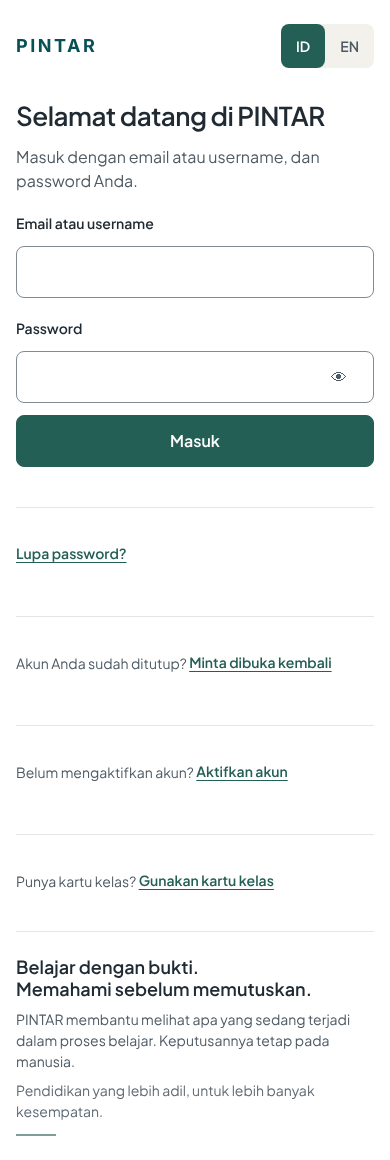 PINTAR
ID
EN
Selamat datang di PINTAR
Masuk dengan email atau username, dan
password Anda.
Email atau username
Password
Masuk
Lupa password?
Akun Anda sudah ditutup? Minta dibuka kembali
Belum mengaktifkan akun? Aktifkan akun
Punya kartu kelas? Gunakan kartu kelas
Belajar dengan bukti.
Memahami sebelum memutuskan.
PINTAR membantu melihat apa yang sedang terjadi
dalam proses belajar. Keputusannya tetap pada
manusia.
Pendidikan yang lebih adil, untuk lebih banyak
kesempatan.